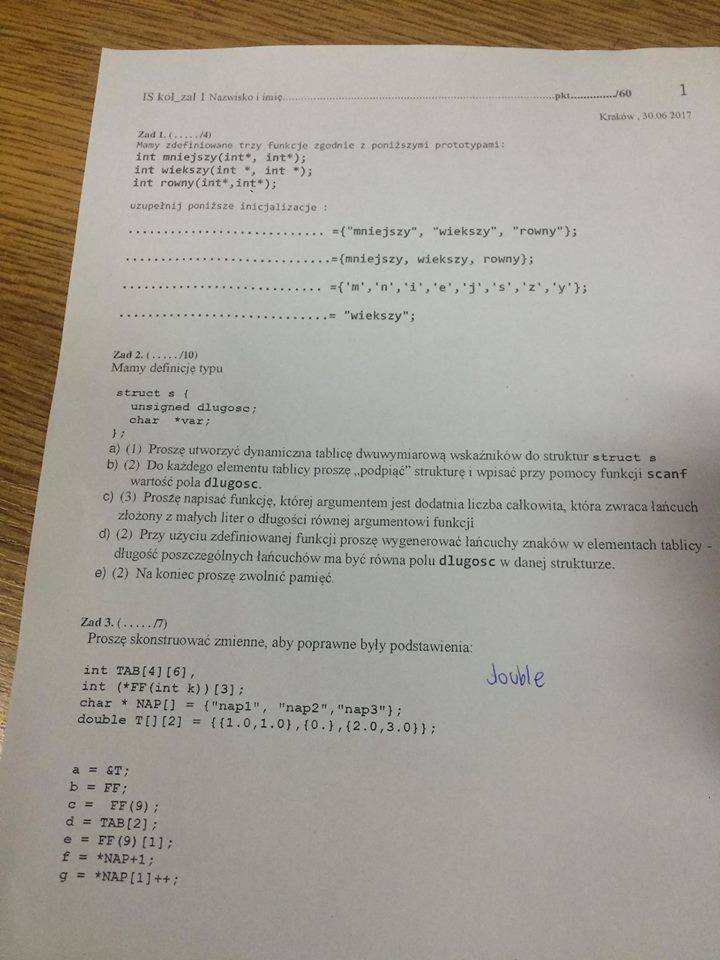 IS kol_zal 1 Nazwisko i imię..........................................................................pkt............./60 1
Kraków , 30.06 2017
Zad 1. (...../4)
Mamy zdefiniowane trzy funkcje zgodnie z poniższymi prototypami:
int mniejszy(int*, int*);
int wiekszy(int *, int *);
int rowny(int*,int*);
uzupełnij poniższe inicjalizacje :
............................ ={"mniejszy", "wiekszy", "rowny"};
.............................={mniejszy, wiekszy, rowny};
............................ ={'m','n','i','e','j','s','z','y'};
.............................= "wiekszy";
Zad 2. (...../10)
Mamy definicję typu
struct s {
unsigned dlugosc;
char *var;
};
a) (1) Proszę utworzyć dynamiczna tablicę dwuwymiarową wskaźników do struktur struct s
b) (2) Do każdego elementu tablicy proszę „podpiąć” strukturę i wpisać przy pomocy funkcji scanf
wartość pola dlugosc.
c) (3) Proszę napisać funkcję, której argumentem jest dodatnia liczba całkowita, która zwraca łańcuch
złożony z małych liter o długości równej argumentowi funkcji
d) (2) Przy użyciu zdefiniowanej funkcji proszę wygenerować łańcuchy znaków w elementach tablicy -
długość poszczególnych łańcuchów ma być równa polu dlugosc w danej strukturze.
e) (2) Na koniec proszę zwolnić pamięć.
Zad 3. (...../7)
Proszę skonstruować zmienne, aby poprawne były podstawienia:
int TAB[4][6],
double
int (*FF(int k))[3];
char * NAP[] = {"nap1", "nap2","nap3"};
double T[][2] = {{1.0,1.0},{0.},{2.0,3.0}};
a = &T;
b = FF;
c = FF(9);
d = TAB[2];
e = FF(9)[1];
f = *NAP+1;
g = *NAP[1]++;